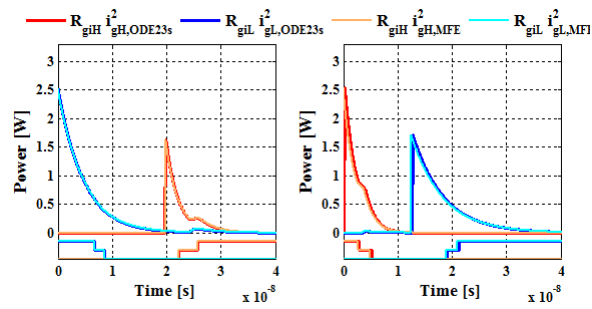 R_giH i²_gH,ODE23s R_giL i²_gL,ODE23s R_giH i²_gH,MFE R_giL i²_gL,MFE
Power [W]
3
2.5
2
1.5
1
0.5
0
0 1 2 3 4
Time [s]
x 10⁻⁸
Power [W]
3
2.5
2
1.5
1
0.5
0
0 1 2 3 4
Time [s]
x 10⁻⁸